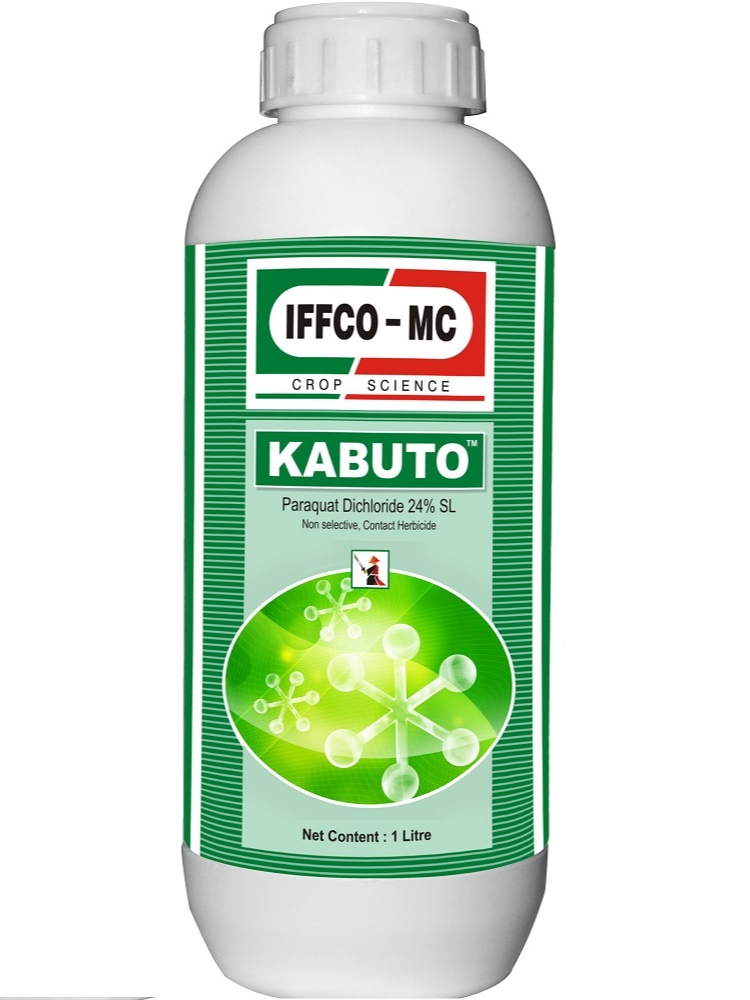 IFFCO - MC
CROP SCIENCE
KABUTO™
Paraquat Dichloride 24% SL
Non selective, Contact Herbicide
Net Content : 1 Litre